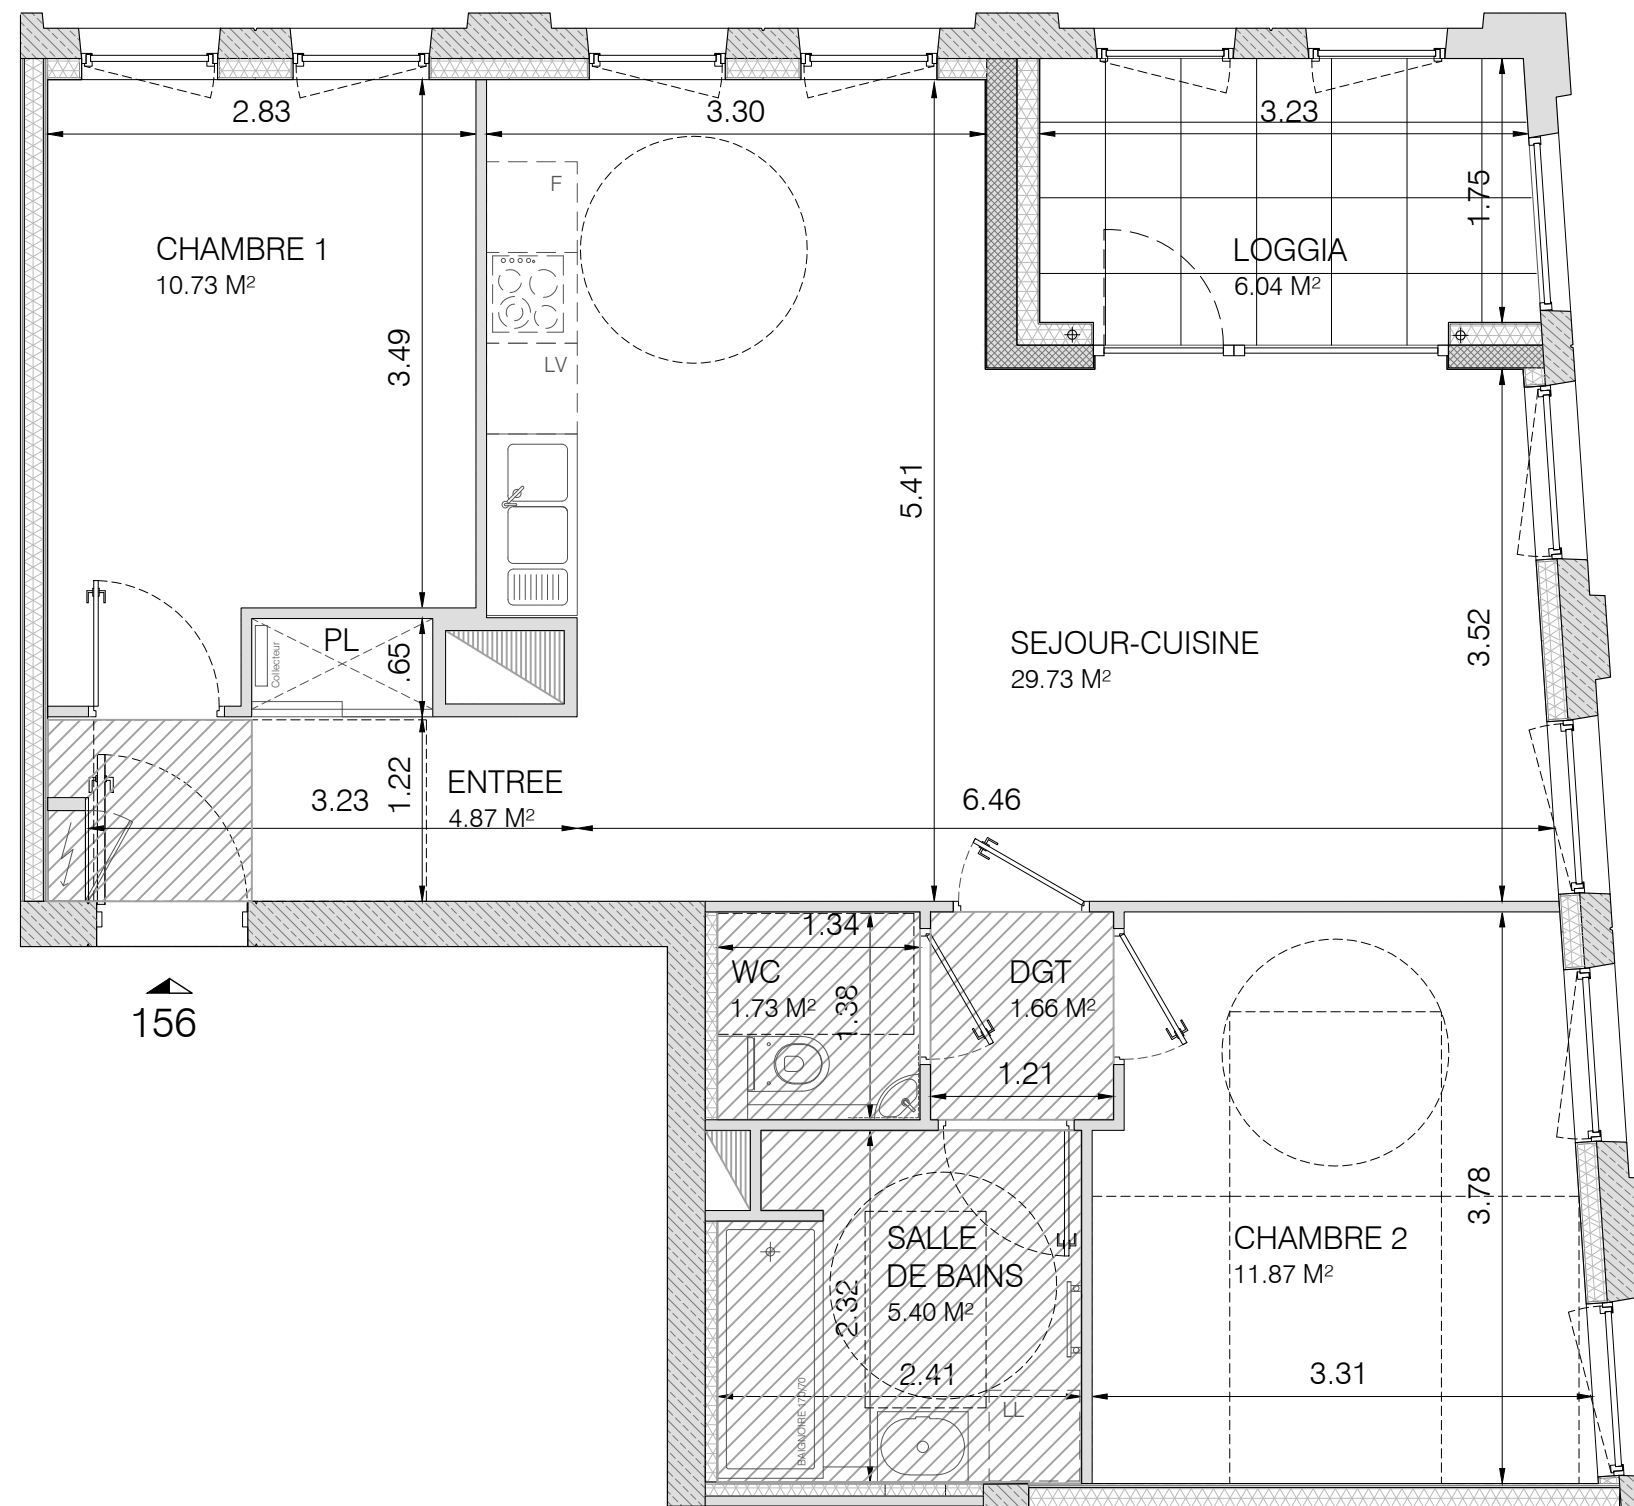 2.83
3.30
3.23
F
1.75
CHAMBRE 1
10.73 M²
LOGGIA
6.04 M²
3.49
LV
5.41
SEJOUR-CUISINE
29.73 M²
3.52
PL
Collecteur
.65
ENTREE
4.87 M²
3.23
1.22
6.46
1.34
WC
1.73 M²
1.38
DGT
1.66 M²
156
1.21
3.78
SALLE
DE BAINS
5.40 M²
2.32
CHAMBRE 2
11.87 M²
2.41
3.31
BAIGNOIRE 170/70
LL